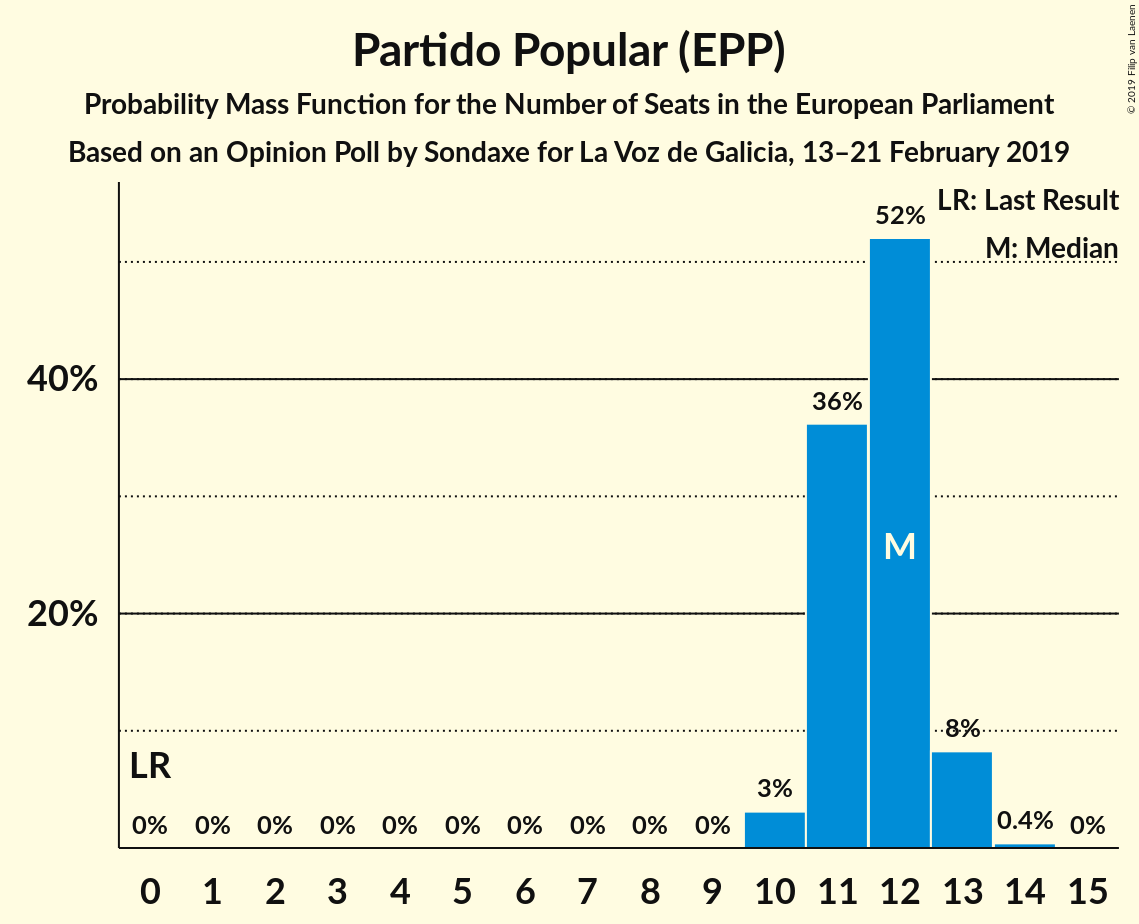 Partido Popular (EPP)
Probability Mass Function for the Number of Seats in the European Parliament
Based on an Opinion Poll by Sondaxe for La Voz de Galicia, 13–21 February 2019
© 2019 Filip van Laenen
LR: Last Result
M: Median
52%
40%
36%
M
20%
8%
LR
3%
0% 0% 0% 0% 0% 0% 0% 0% 0% 0% 0.4% 0%
0 1 2 3 4 5 6 7 8 9 10 11 12 13 14 15